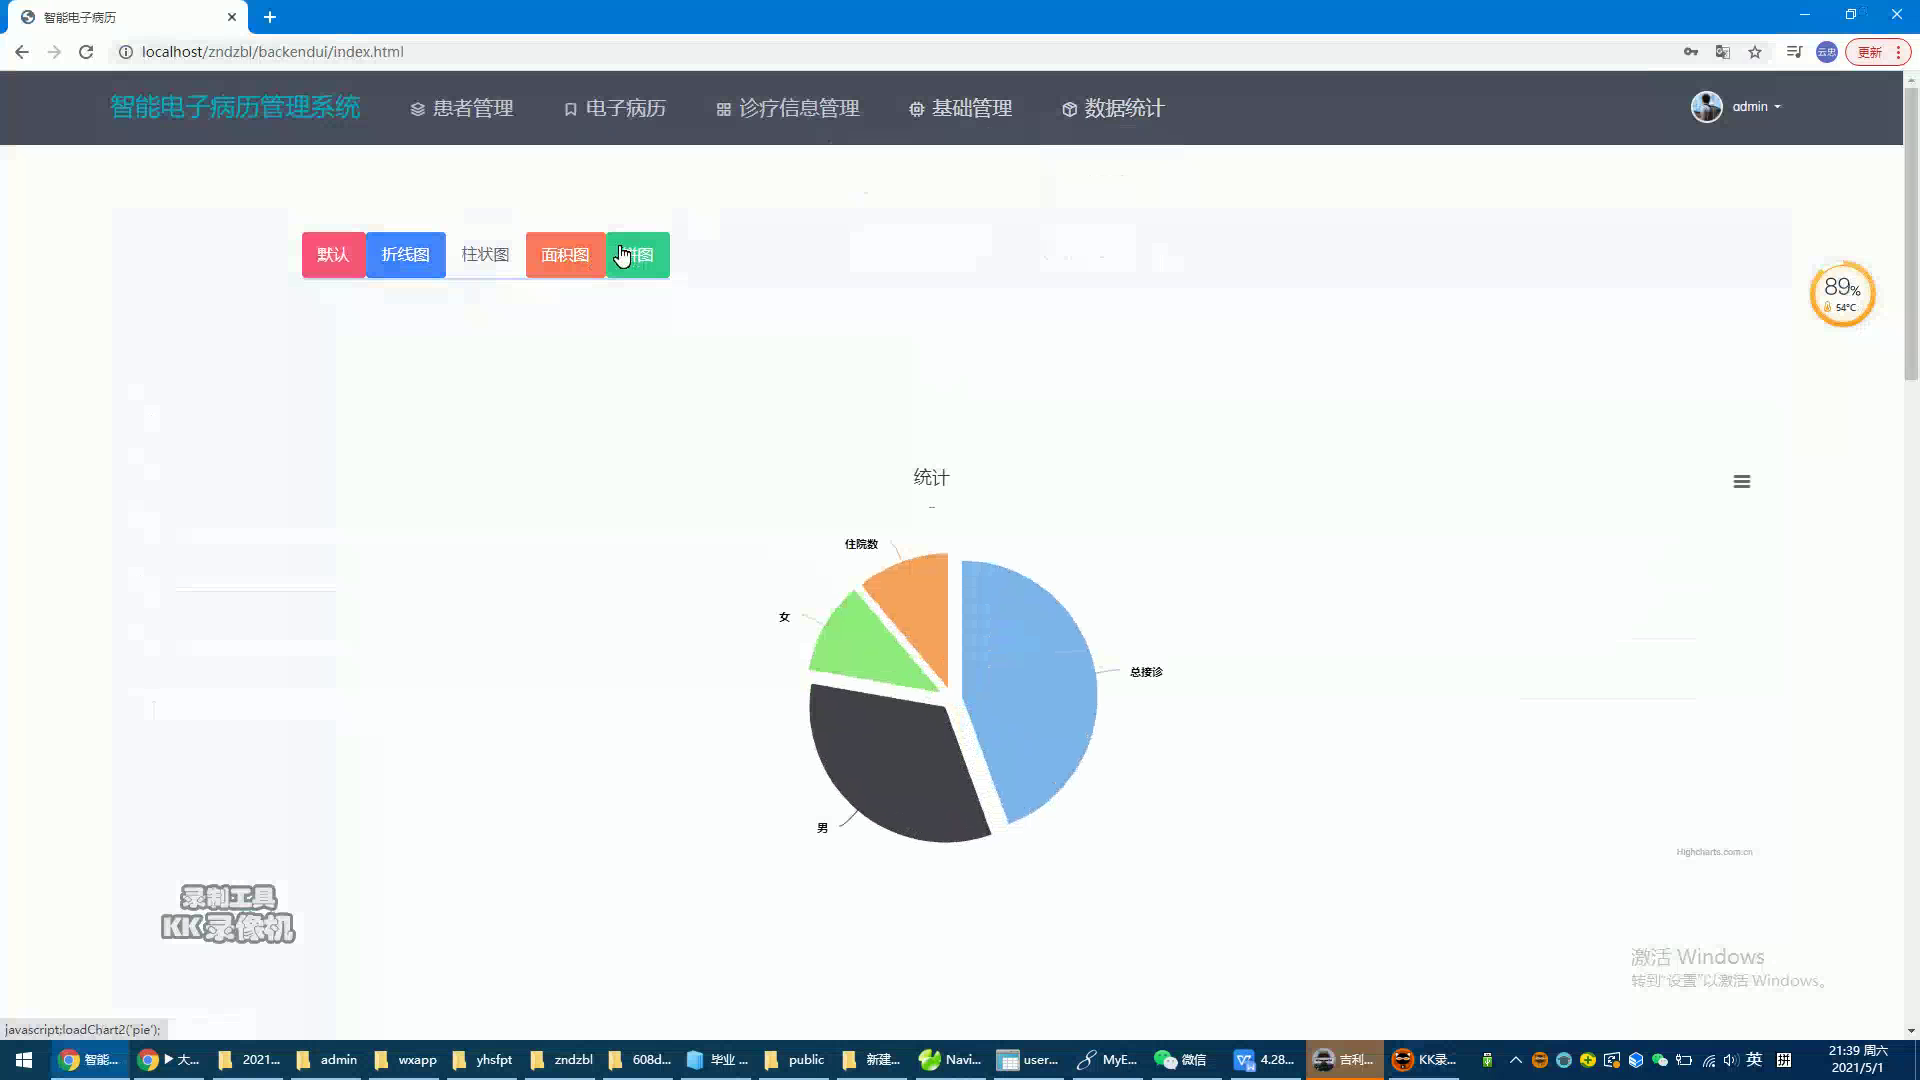 智能电子病历
localhost/zndzbl/backendui/index.html
更新
云忠
智能电子病历管理系统
患者管理
电子病历
诊疗信息管理
基础管理
数据统计
admin
默认
折线图
柱状图
面积图
图
89%
54°C
统计
住院数
女
总接诊
男
Highcharts.com.cn
录制工具
KK录像机
激活 Windows
转到"设置"以激活 Windows。
javascript:loadChart2('pie');
智能...
大...
2021...
admin
wxapp
yhsfpt
zndzbl
608d...
毕业 ...
public
新建...
Navi...
user...
MyE...
微信
4.28...
吉利...
KK录...
英
拼
21:39 周六
2021/5/1